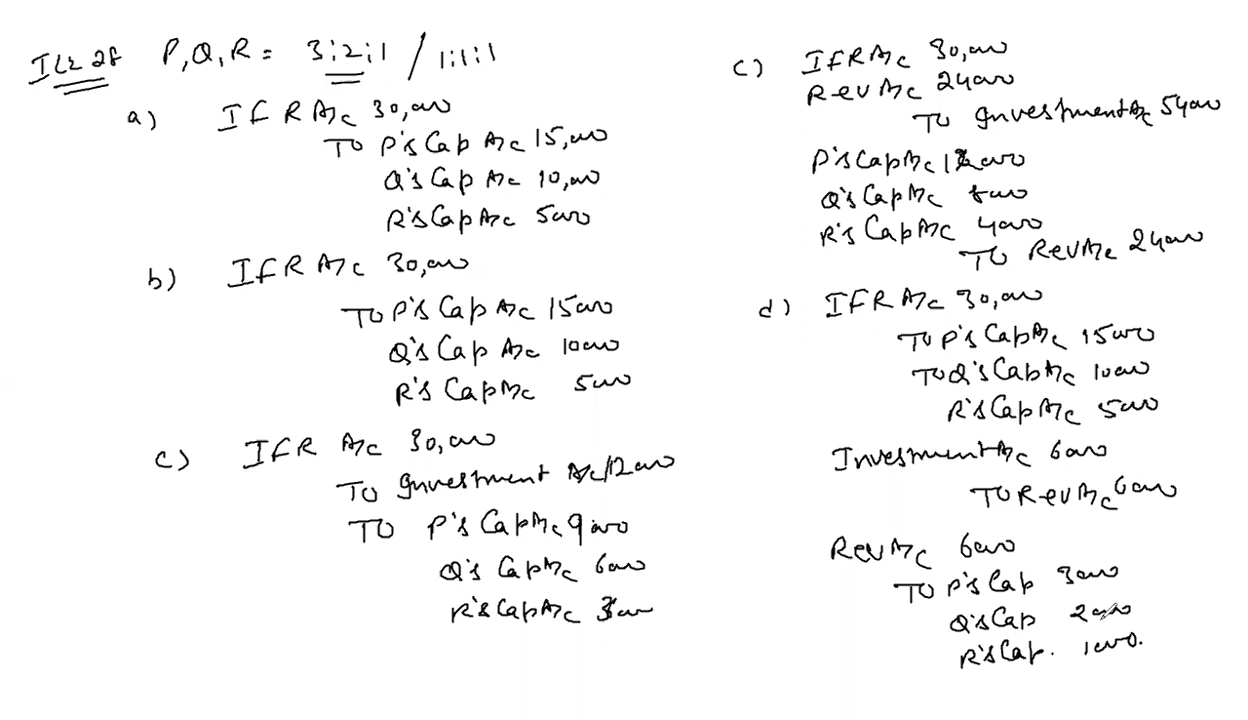 Ill 28 P, Q, R = 3:2:1 / 1:1:1
a) IFR A/c 30,000
To P's Cap A/c 15,000
Q's Cap A/c 10,000
R's Cap A/c 5000
b) IFR A/c 30,000
To P's Cap A/c 15000
Q's Cap A/c 10000
R's Cap A/c 5000
c) IFR A/c 30,000
To Investment A/c 12000
To P's Cap A/c 9000
Q's Cap A/c 6000
R's Cap A/c 3000
c) IFR A/c 30,000
Rev A/c 24000
To Investment A/c 54000
P's Cap A/c 12000
Q's Cap A/c 8000
R's Cap A/c 4000
To Rev A/c 24000
d) IFR A/c 30,000
To P's Cap A/c 15000
To Q's Cap A/c 10000
R's Cap A/c 5000
Investment A/c 6000
To Rev A/c 6000
Rev A/c 6000
To P's Cap 3000
Q's Cap 2000
R's Cap. 1000.